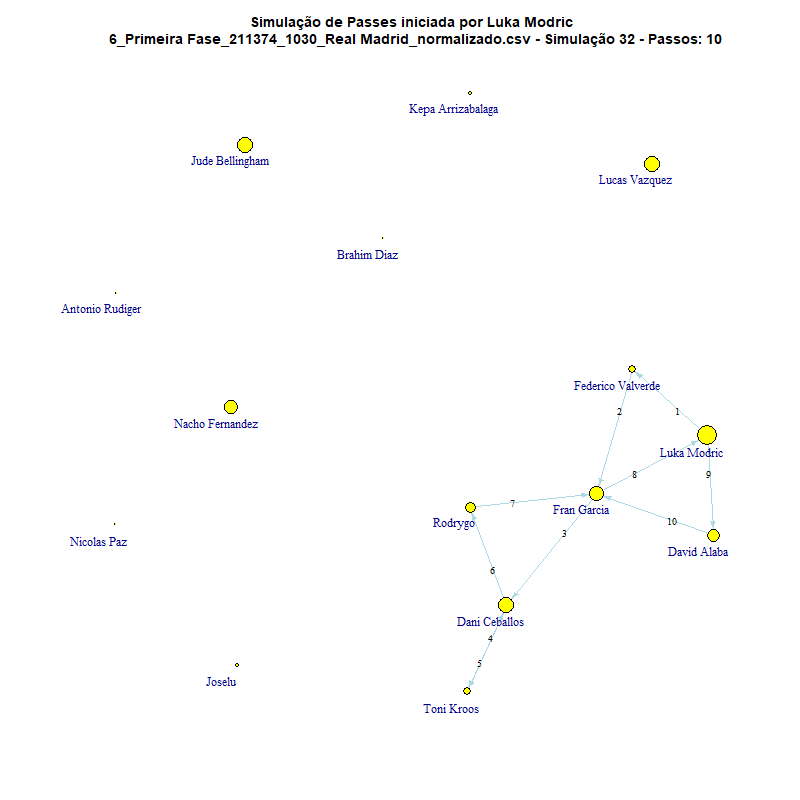 Simulação de Passes iniciada por Luka Modric
6_Primeira Fase_211374_1030_Real Madrid_normalizado.csv - Simulação 32 - Passos: 10
Kepa Arrizabalaga
Jude Bellingham
Lucas Vazquez
Brahim Diaz
Antonio Rudiger
Federico Valverde
2
1
Nacho Fernandez
Luka Modric
8
9
7
Fran Garcia
Rodrygo
10
3
Nicolas Paz
David Alaba
6
Dani Ceballos
4
5
Joselu
Toni Kroos